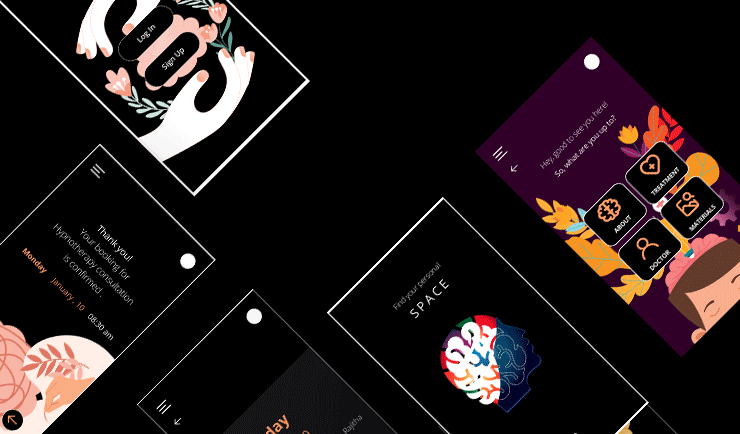 Log In
Sign Up
Hey, good to see you here!
So, what are you up to?
TREATMENT
ABOUT
MATERIALS
DOCTOR
Thank you!
Your booking for
Hypnotherapy consultation
is confirmed.
Monday january , 10 08:30 am
Find your personal
SPACE
day
Rajitha